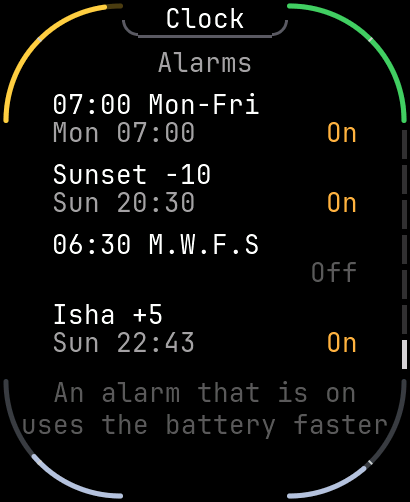 Clock
Alarms
07:00 Mon-Fri
Mon 07:00 On
Sunset -10
Sun 20:30 On
06:30 M.W.F.S
Off
Isha +5
Sun 22:43 On
An alarm that is on
uses the battery faster